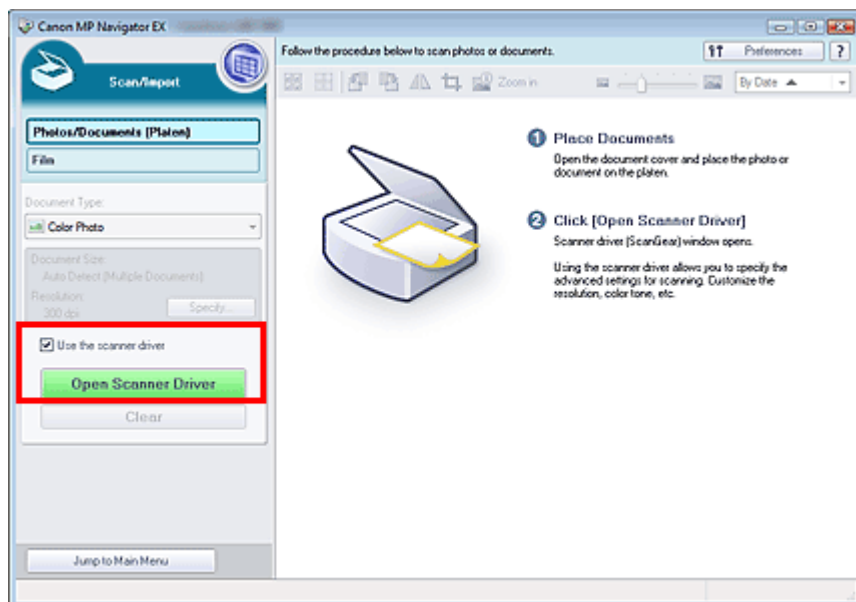 Canon MP Navigator EX
Scan/Import
Photos/Documents (Platen)
Film
Document Type:
Color Photo
Document Size:
Auto Detect (Multiple Documents)
Resolution:
300 dpi
Specify...
Use the scanner driver
Open Scanner Driver
Clear
Jump to Main Menu
Follow the procedure below to scan photos or documents.
Preferences
?
Zoom in
By Date
1 Place Documents
Open the document cover and place the photo or
document on the platen.
2 Click [Open Scanner Driver]
Scanner driver (ScanGear) window opens.
Using the scanner driver allows you to specify the
advanced settings for scanning. Customize the
resolution, color tone, etc.